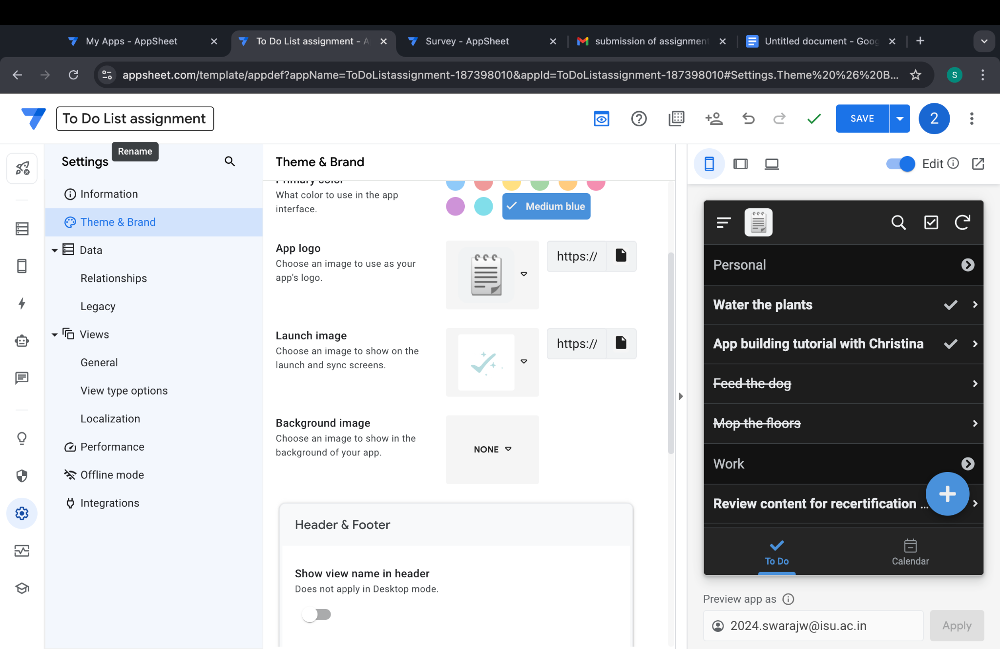 My Apps - AppSheet
To Do List assignment - A
Survey - AppSheet
submission of assignment
Untitled document - Goog
appsheet.com/template/appdef?appName=ToDoListassignment-187398010&appId=ToDoListassignment-187398010#Settings.Theme%20%26%20B...
S
To Do List assignment
SAVE
2
Rename
Settings
Information
Theme & Brand
Data
Relationships
Legacy
Views
General
View type options
Localization
Performance
Offline mode
Integrations
Theme & Brand
Primary color
What color to use in the app
interface.
Medium blue
App logo
Choose an image to use as your
app's logo.
https://
Launch image
Choose an image to show on the
launch and sync screens.
https://
Background image
Choose an image to show in the
background of your app.
NONE
Header & Footer
Show view name in header
Does not apply in Desktop mode.
Edit
Personal
Water the plants
App building tutorial with Christina
Feed the dog
Mop the floors
Work
Review content for recertification ...
To Do
Calendar
Preview app as
2024.swarajw@isu.ac.in
Apply